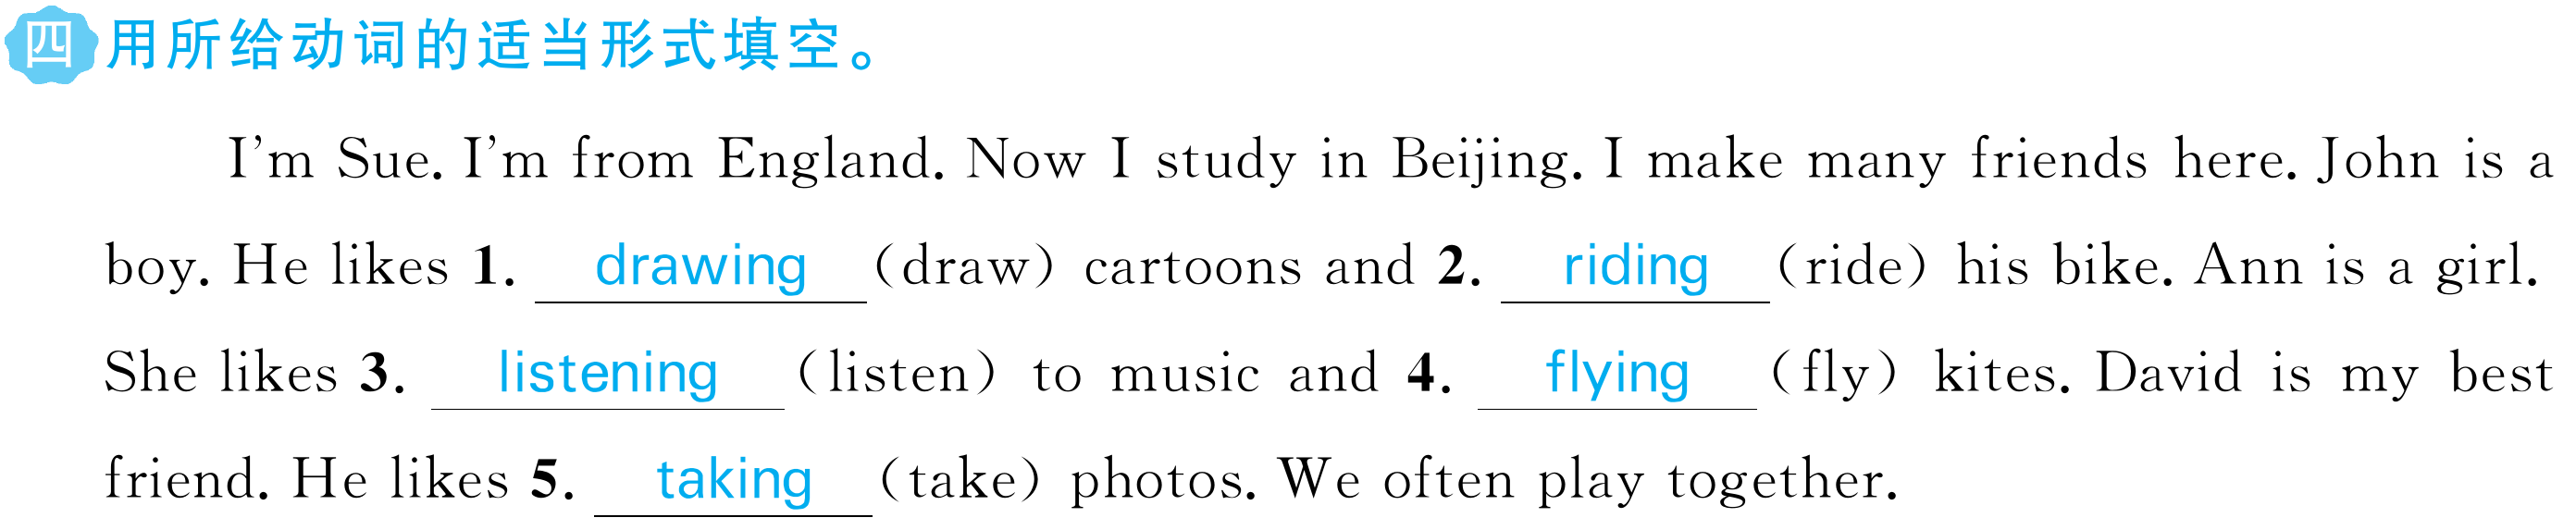 四 用所给动词的适当形式填空。
I'm Sue. I'm from England. Now I study in Beijing. I make many friends here. John is a
boy. He likes 1. drawing (draw) cartoons and 2. riding (ride) his bike. Ann is a girl.
She likes 3. listening (listen) to music and 4. flying (fly) kites. David is my best
friend. He likes 5. taking (take) photos. We often play together.